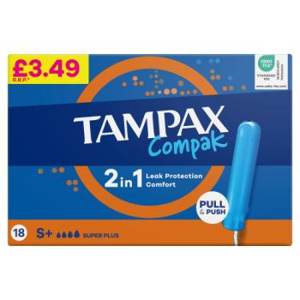 £3.49
R.R.P.
TAMPAX
Compak
2 in 1
Leak Protection
Comfort
PULL
& PUSH
18
S+
SUPER PLUS